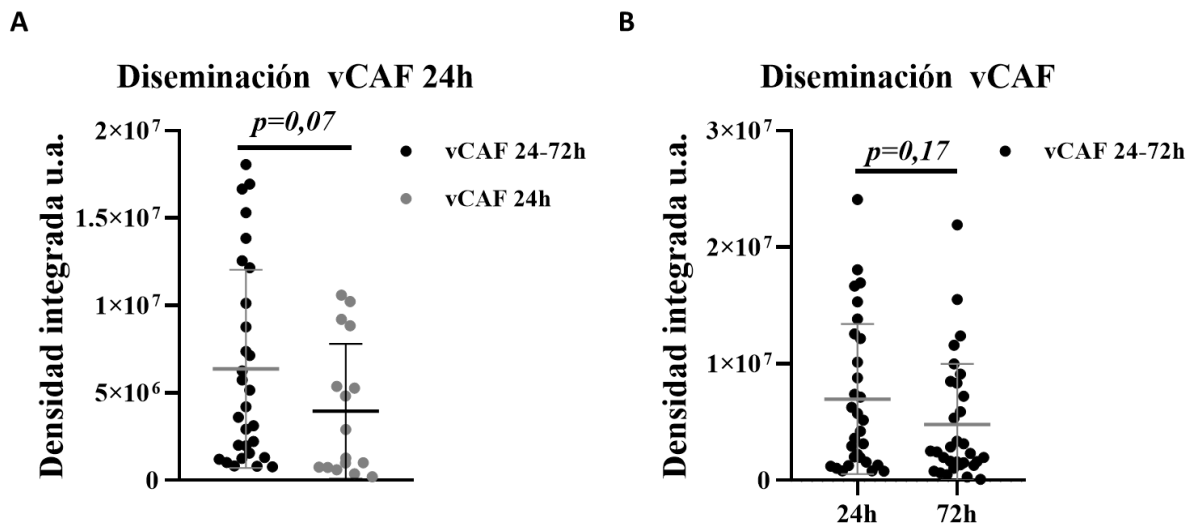 A
Diseminación vCAF 24h
Densidad integrada u.a.
2×10⁷
1.5×10⁷
1×10⁷
5×10⁶
0
p=0,07
vCAF 24-72h
vCAF 24h
B
Diseminación vCAF
Densidad integrada u.a.
3×10⁷
2×10⁷
1×10⁷
0
p=0,17
vCAF 24-72h
24h
72h